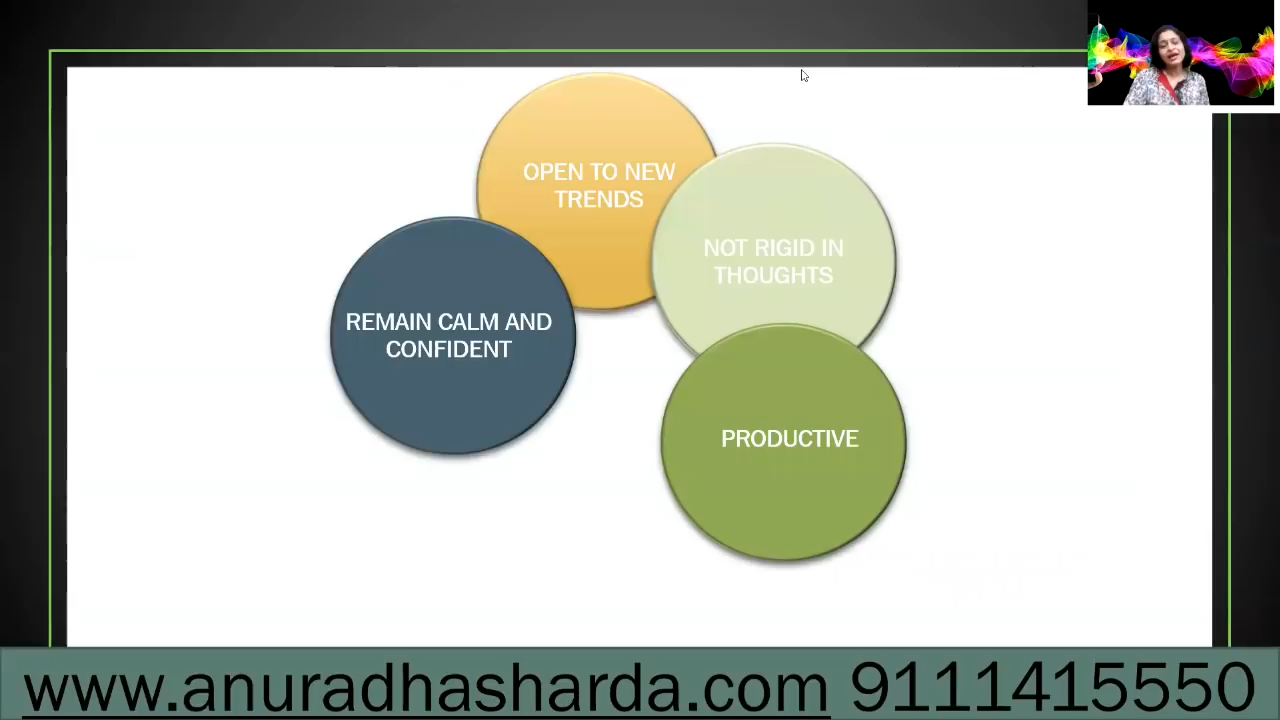 OPEN TO NEW
TRENDS
NOT RIGID IN
THOUGHTS
REMAIN CALM AND
CONFIDENT
PRODUCTIVE
www.anuradhasharda.com 9111415550